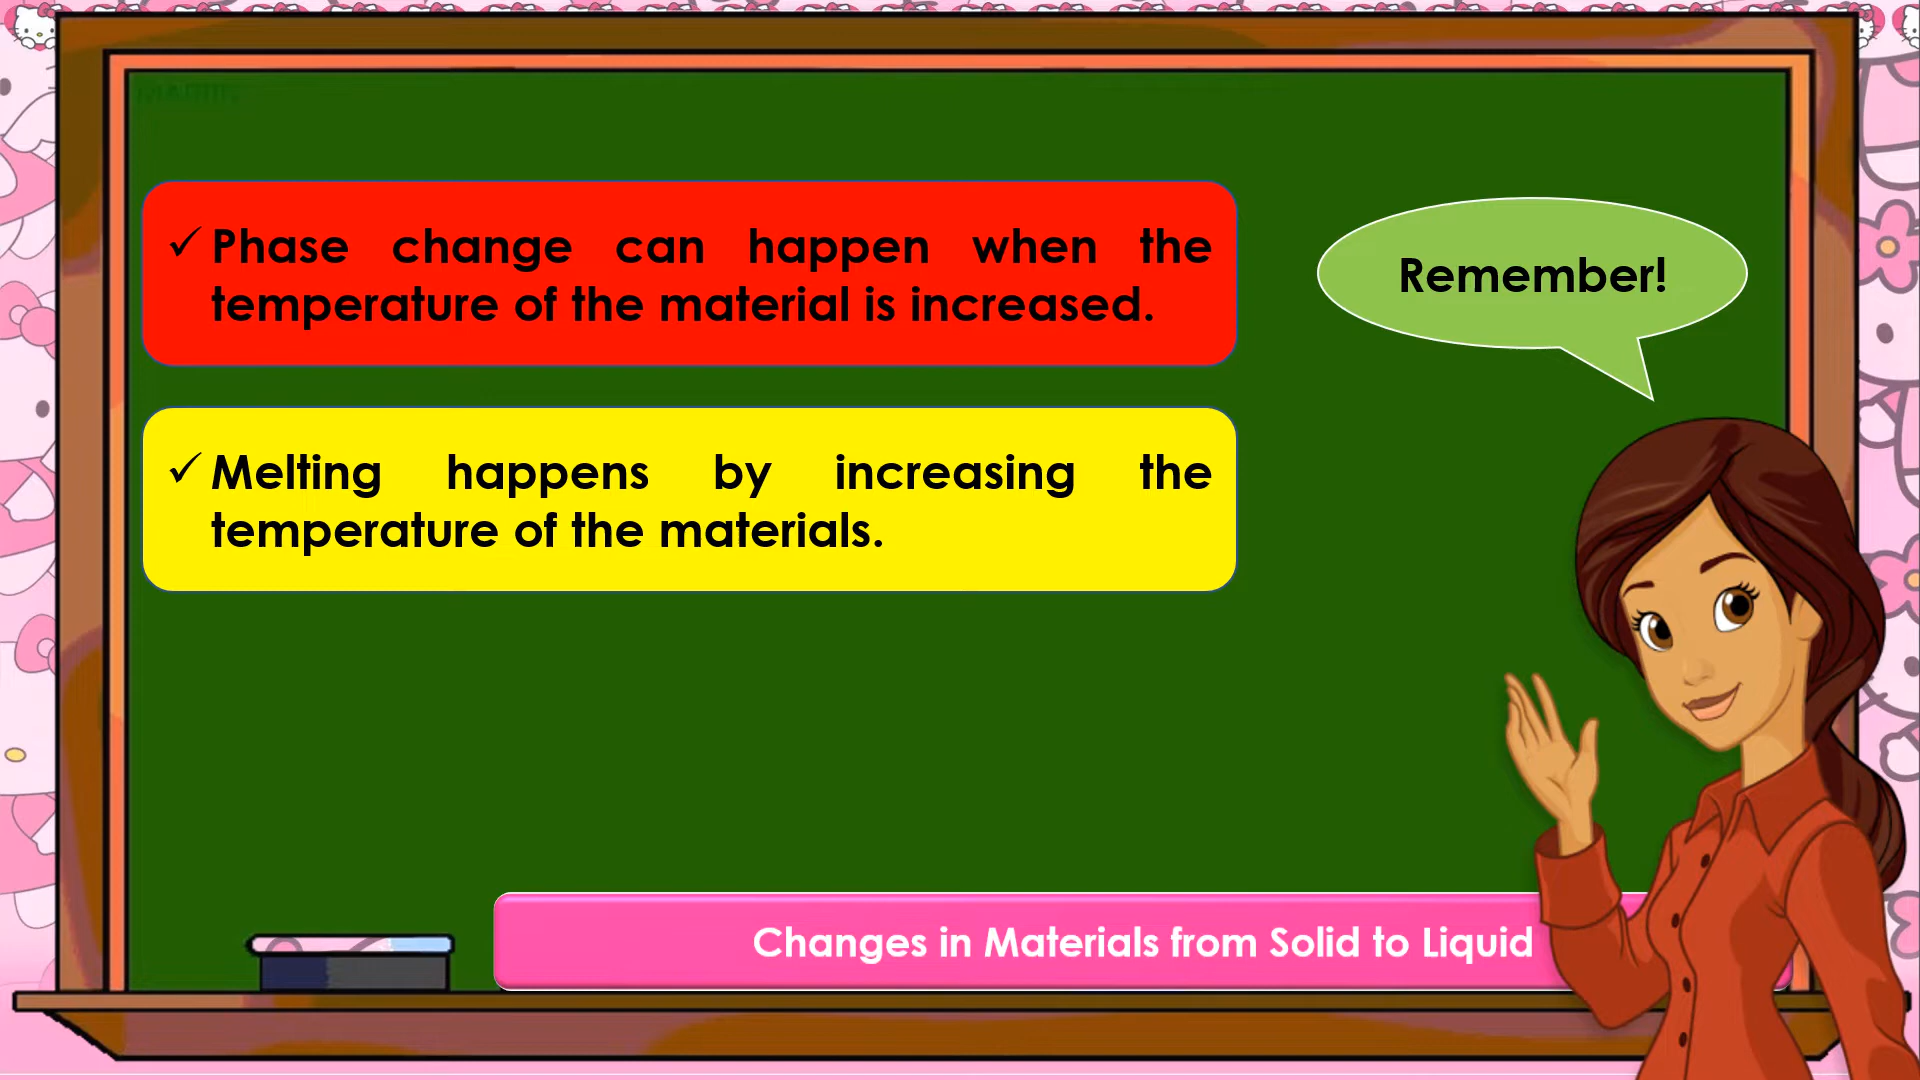 ✓ Phase change can happen when the
temperature of the material is increased.
Remember!
✓ Melting happens by increasing the
temperature of the materials.
Changes in Materials from Solid to Liquid